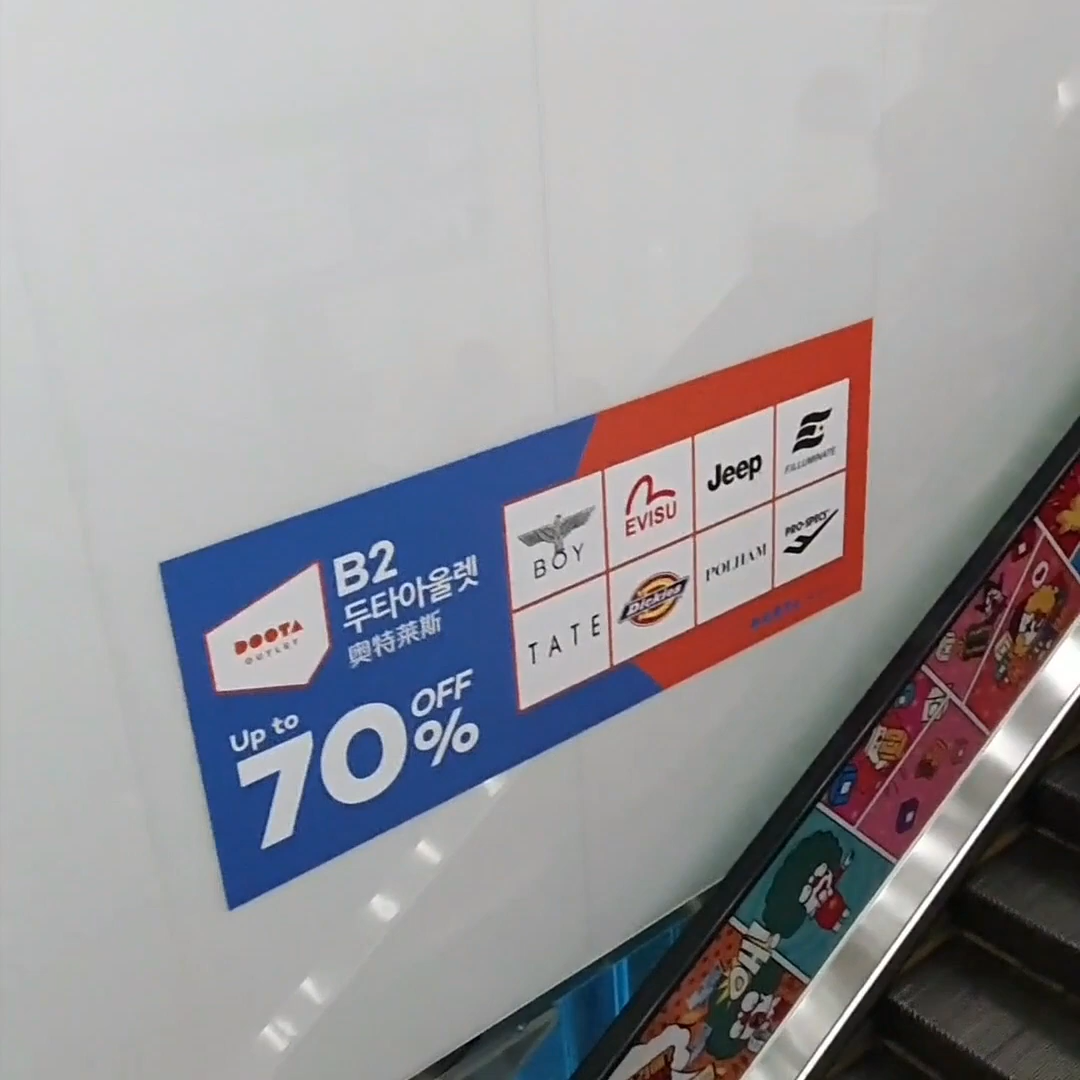 DOOTA
OUTLET
B2
두타아울렛
奥特莱斯
Up to
70% OFF
BOY
EVISU
Jeep
FILLUMINATE
TATE
Dickies
POLHAM
PRO-SPECS
OH